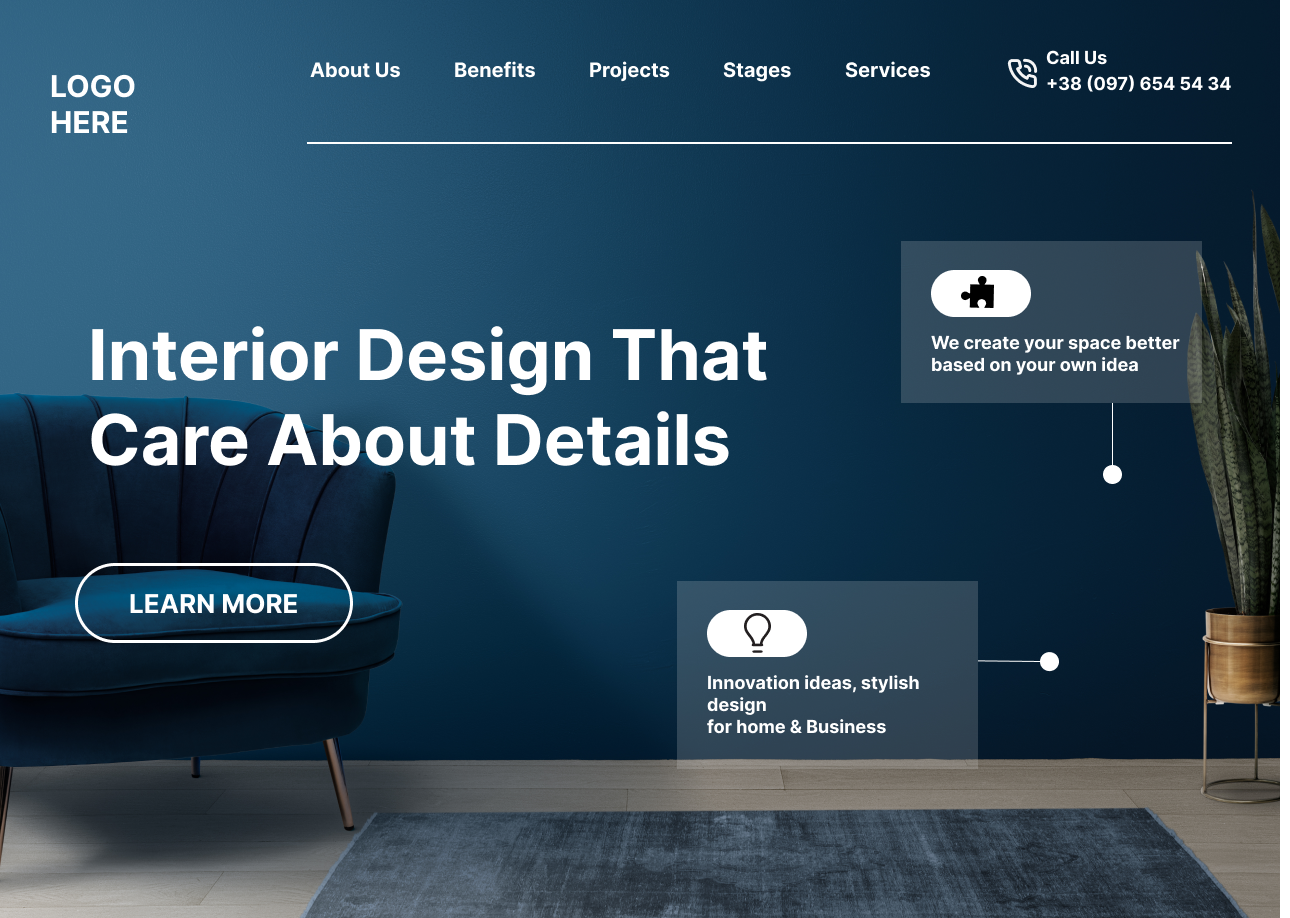 LOGO
HERE
About Us
Benefits
Projects
Stages
Services
Call Us
+38 (097) 654 54 34
Interior Design That
Care About Details
We create your space better
based on your own idea
LEARN MORE
Innovation ideas, stylish
design
for home & Business